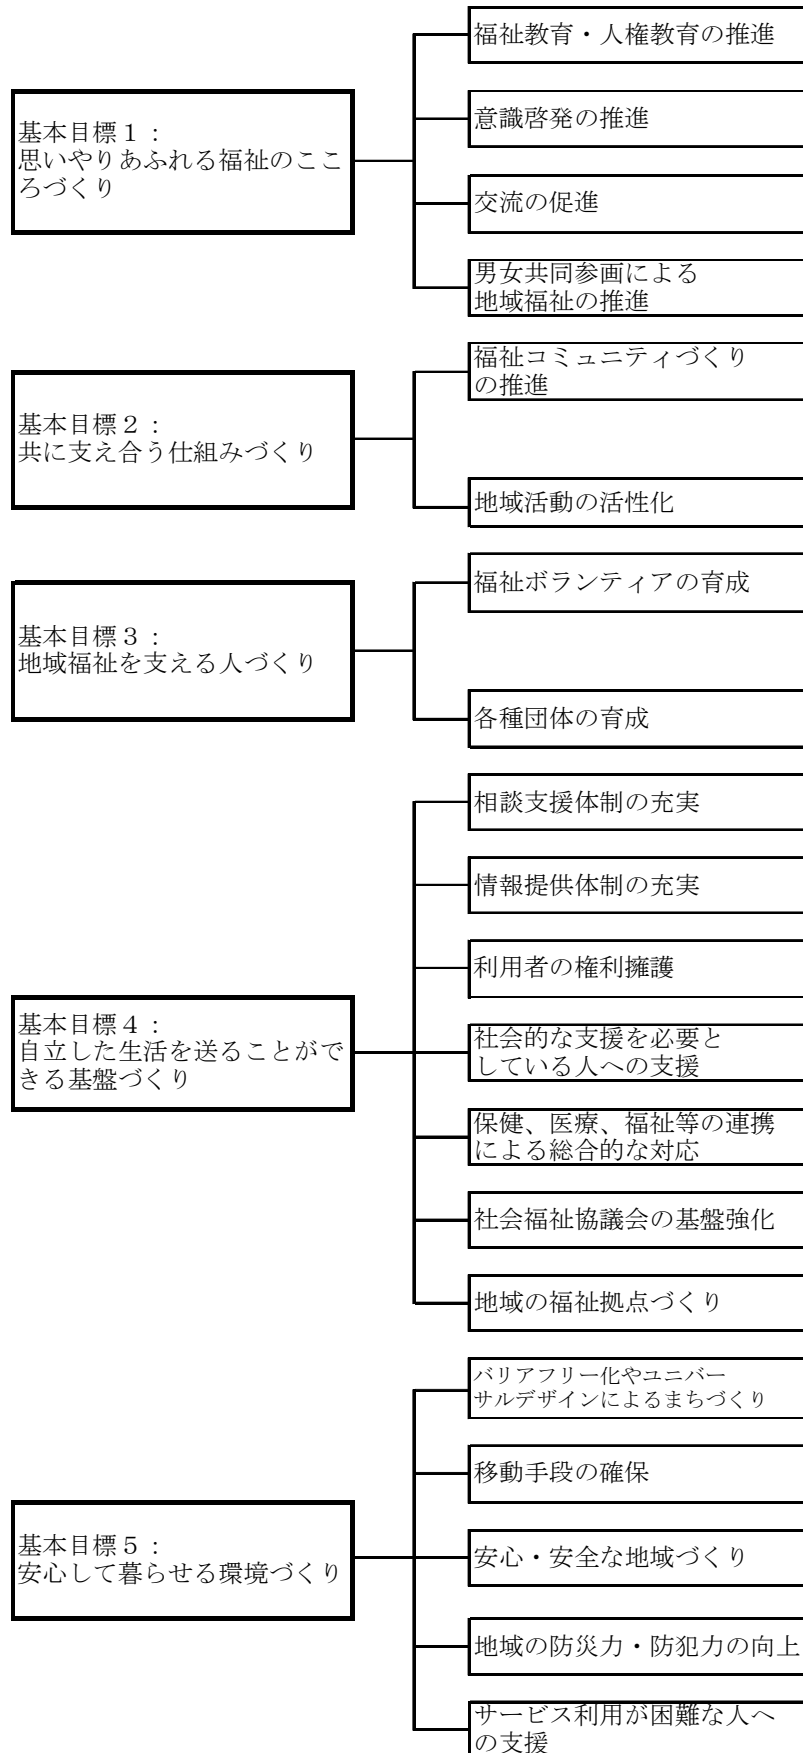 福祉教育・人権教育の推進
基本目標１：
思いやりあふれる福祉のここ
ろづくり
意識啓発の推進
交流の促進
男女共同参画による
地域福祉の推進
基本目標２：
共に支え合う仕組みづくり
福祉コミュニティづくり
の推進
地域活動の活性化
基本目標３：
地域福祉を支える人づくり
福祉ボランティアの育成
各種団体の育成
基本目標４：
自立した生活を送ることがで
きる基盤づくり
相談支援体制の充実
情報提供体制の充実
利用者の権利擁護
社会的な支援を必要と
している人への支援
保健、医療、福祉等の連携
による総合的な対応
社会福祉協議会の基盤強化
地域の福祉拠点づくり
基本目標５：
安心して暮らせる環境づくり
バリアフリー化やユニバー
サルデザインによるまちづくり
移動手段の確保
安心・安全な地域づくり
地域の防災力・防犯力の向上
サービス利用が困難な人へ
の支援